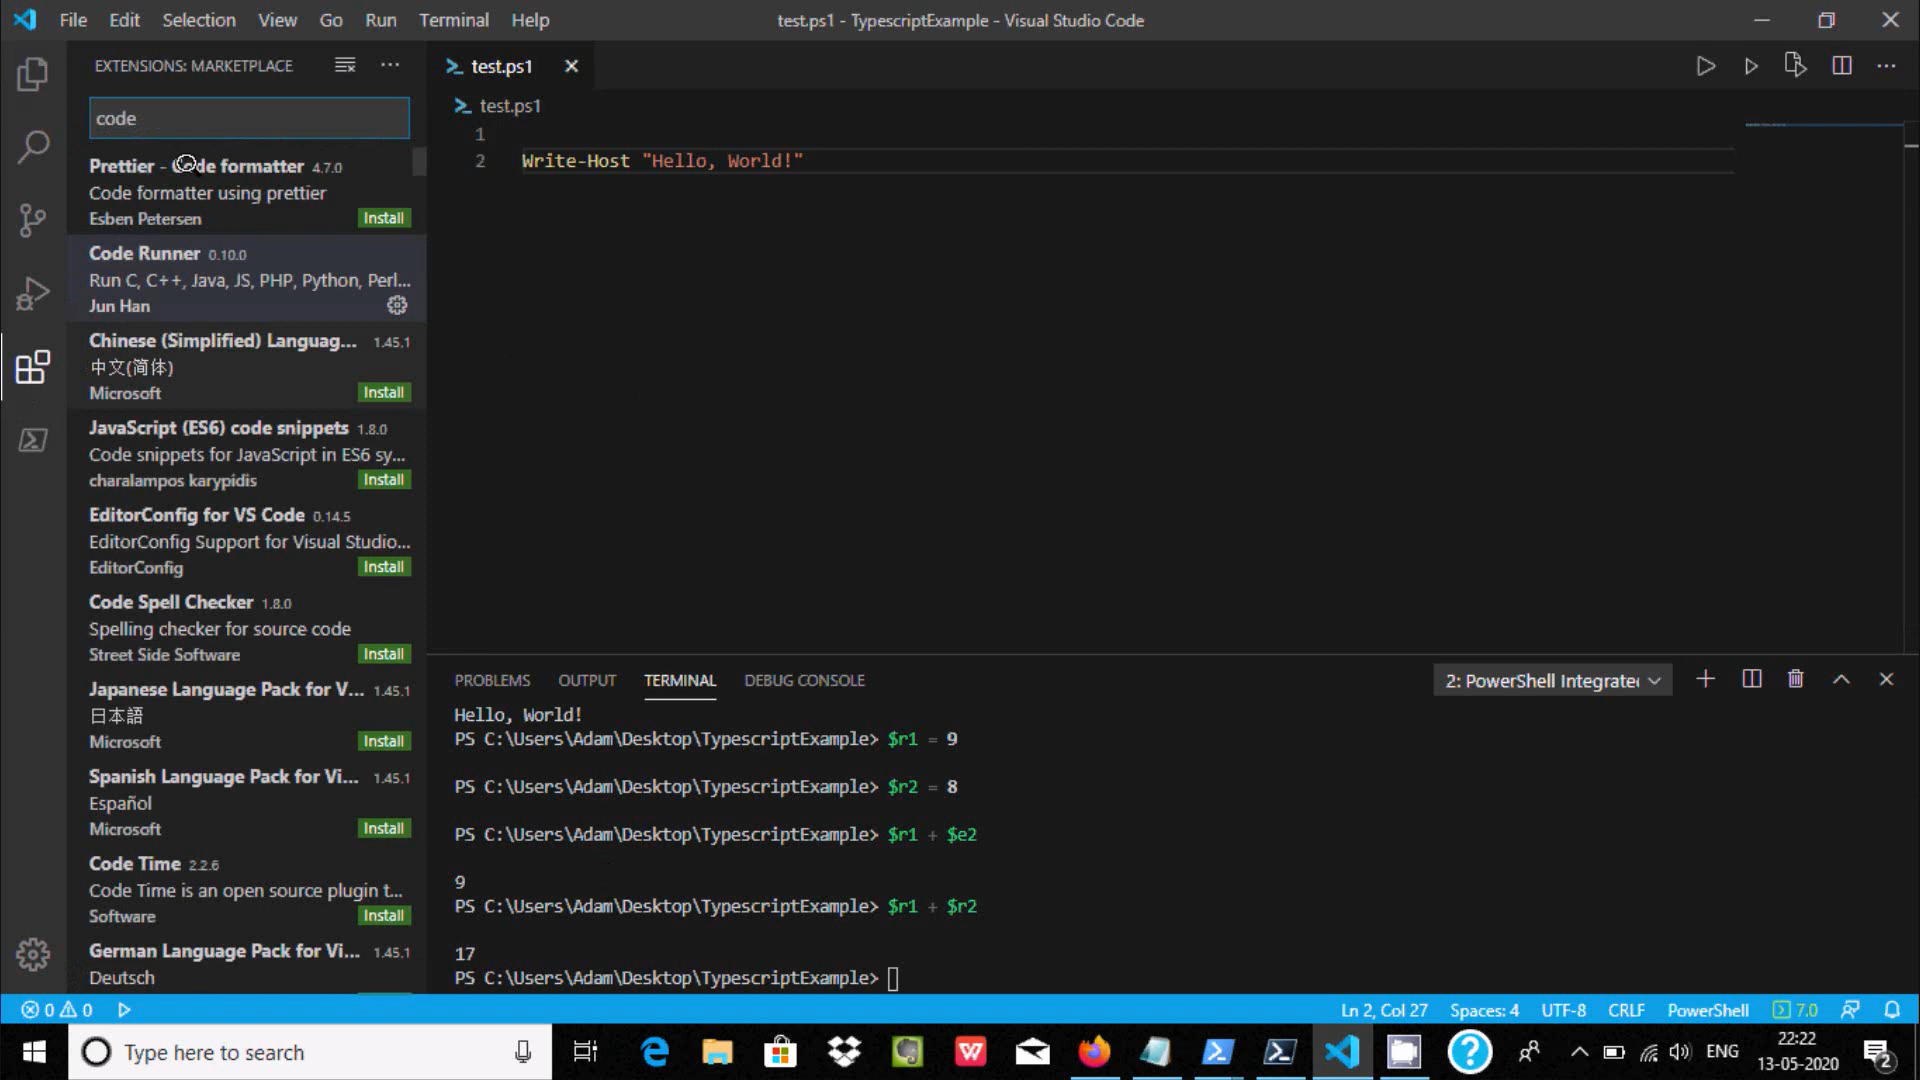 File Edit Selection View Go Run Terminal Help test.ps1 - TypescriptExample - Visual Studio Code
EXTENSIONS: MARKETPLACE
code
Prettier - Code formatter 4.7.0
Code formatter using prettier
Esben Petersen Install
Code Runner 0.10.0
Run C, C++, Java, JS, PHP, Python, Perl...
Jun Han
Chinese (Simplified) Languag... 1.45.1
中文(简体)
Microsoft Install
JavaScript (ES6) code snippets 1.8.0
Code snippets for JavaScript in ES6 sy...
charalampos karypidis Install
EditorConfig for VS Code 0.14.5
EditorConfig Support for Visual Studio...
EditorConfig Install
Code Spell Checker 1.8.0
Spelling checker for source code
Street Side Software Install
Japanese Language Pack for V... 1.45.1
日本語
Microsoft Install
Spanish Language Pack for Vi... 1.45.1
Español
Microsoft Install
Code Time 2.2.6
Code Time is an open source plugin t...
Software Install
German Language Pack for Vi... 1.45.1
Deutsch
test.ps1
test.ps1
1
2 Write-Host "Hello, World!"
PROBLEMS OUTPUT TERMINAL DEBUG CONSOLE 2: PowerShell Integrate
Hello, World!
PS C:\Users\Adam\Desktop\TypescriptExample> $r1 = 9
PS C:\Users\Adam\Desktop\TypescriptExample> $r2 = 8
PS C:\Users\Adam\Desktop\TypescriptExample> $r1 + $e2
9
PS C:\Users\Adam\Desktop\TypescriptExample> $r1 + $r2
17
PS C:\Users\Adam\Desktop\TypescriptExample>
0 0 Ln 2, Col 27 Spaces: 4 UTF-8 CRLF PowerShell 7.0
Type here to search W ? ENG 22:22
13-05-2020 2